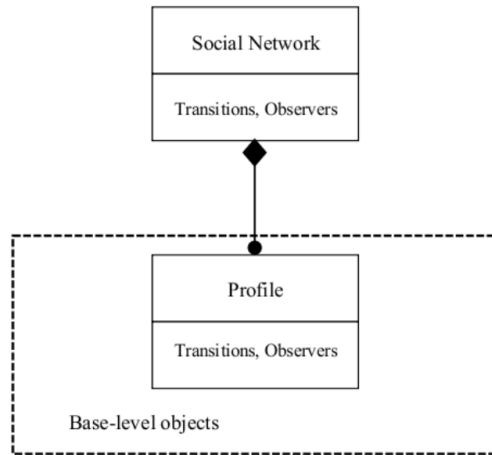 Social Network
Transitions, Observers
Profile
Transitions, Observers
Base-level objects